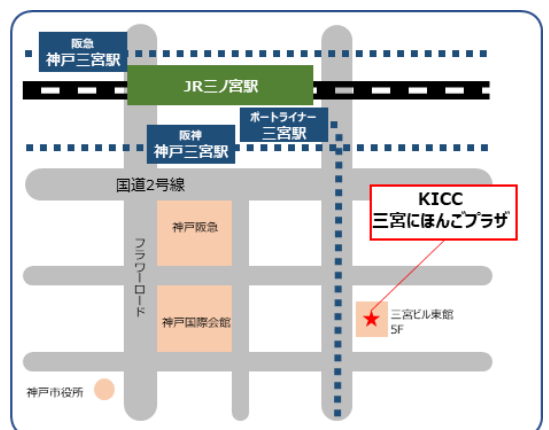 阪急
神戸三宮駅
JR三ノ宮駅
ポートライナー
三宮駅
阪神
神戸三宮駅
国道2号線
KICC
三宮にほんごプラザ
神戸阪急
フラワーロード
神戸国際会館
三宮ビル東館
5F
神戸市役所